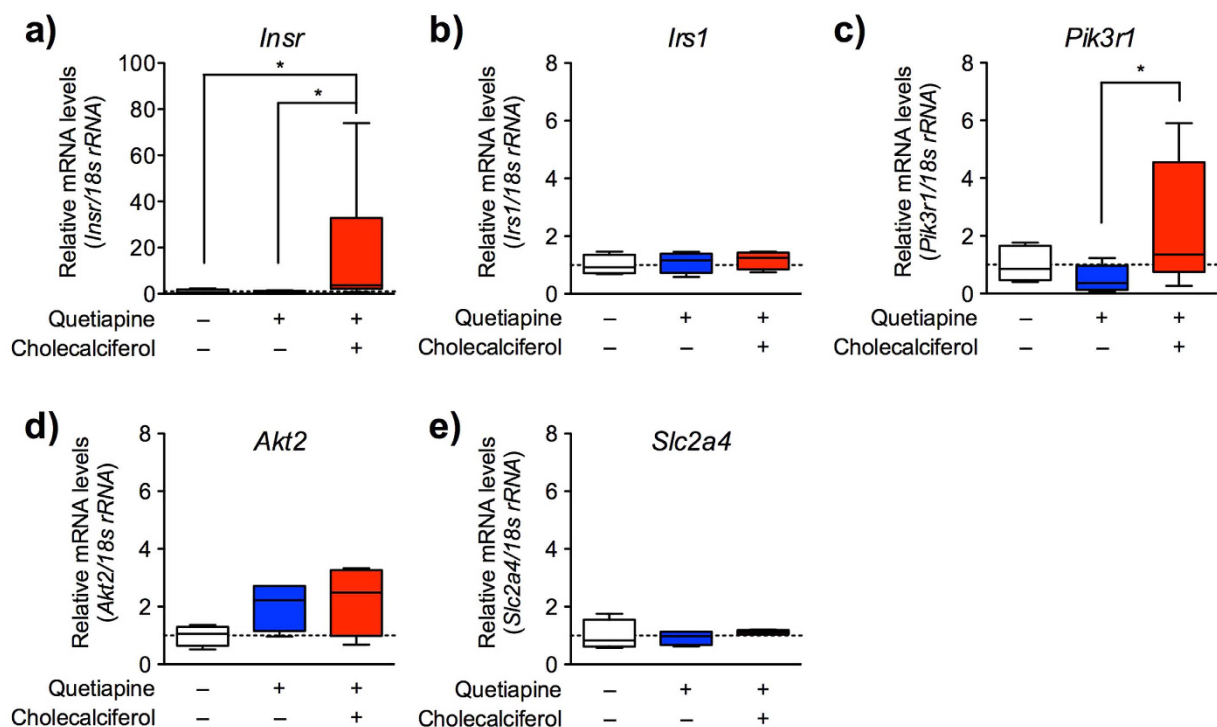 a)
Insr
Relative mRNA levels
(Insr/18s rRNA)
100
80
60
40
20
0
*
*
Quetiapine – + +
Cholecalciferol – – +
b)
Irs1
Relative mRNA levels
(Irs1/18s rRNA)
8
6
4
2
0
Quetiapine – + +
Cholecalciferol – – +
c)
Pik3r1
Relative mRNA levels
(Pik3r1/18s rRNA)
8
6
4
2
0
*
Quetiapine – + +
Cholecalciferol – – +
d)
Akt2
Relative mRNA levels
(Akt2/18s rRNA)
8
6
4
2
0
Quetiapine – + +
Cholecalciferol – – +
e)
Slc2a4
Relative mRNA levels
(Slc2a4/18s rRNA)
8
6
4
2
0
Quetiapine – + +
Cholecalciferol – – +